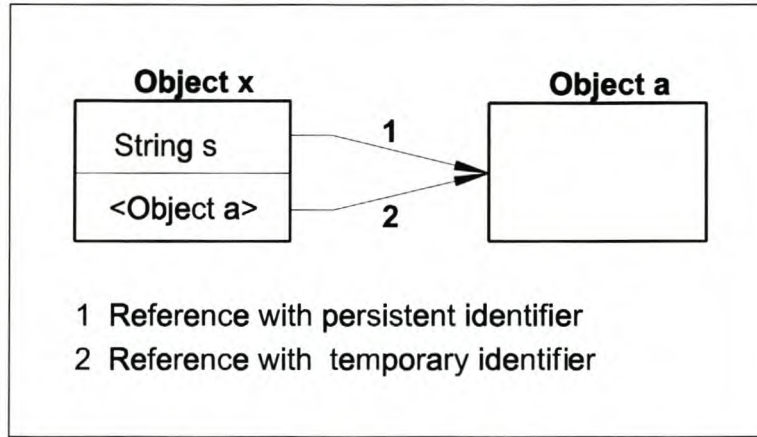 Object x
Object a
String s
1
<Object a>
2
1 Reference with persistent identifier
2 Reference with temporary identifier